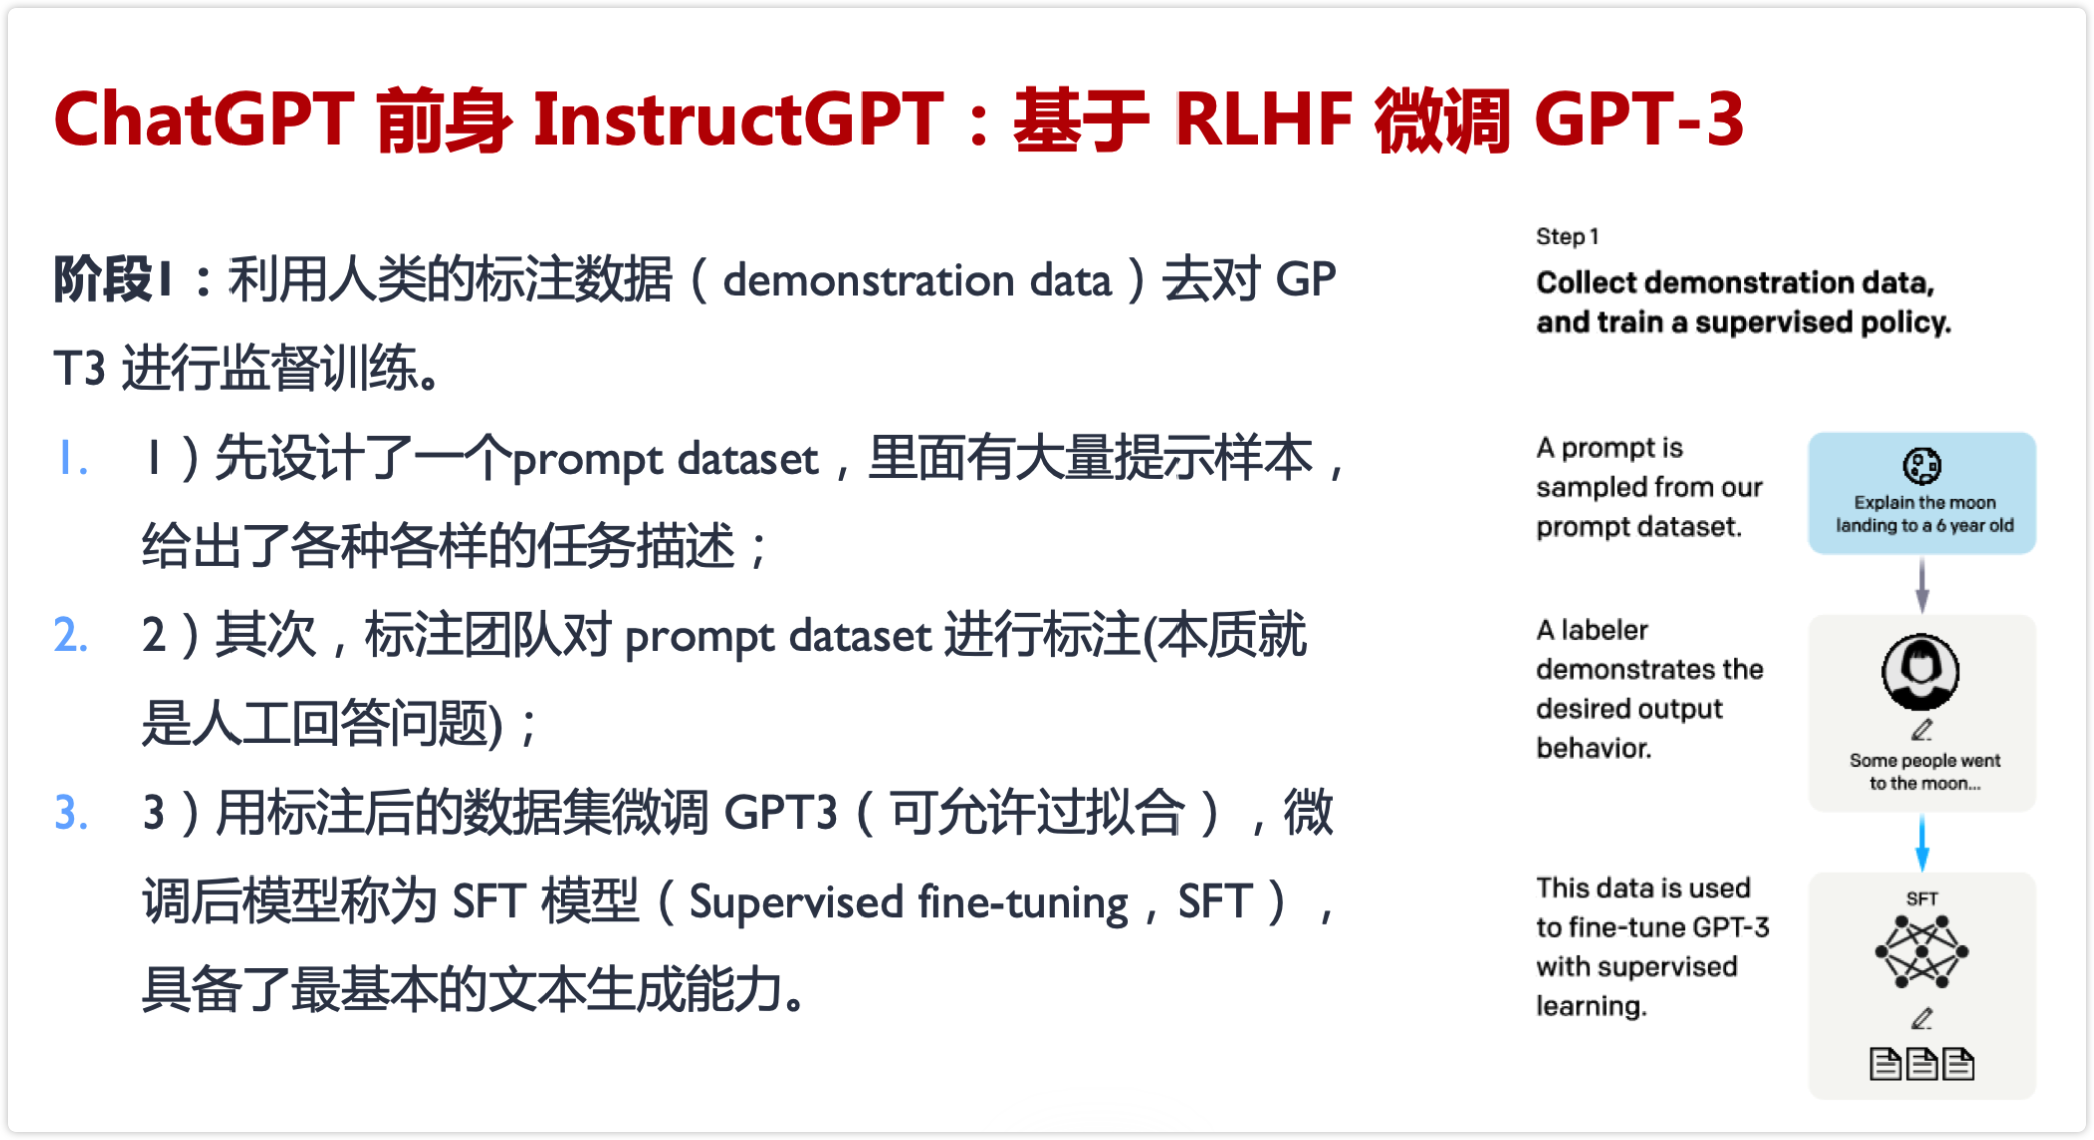 ChatGPT 前身 InstructGPT：基于 RLHF 微调 GPT-3
阶段1：利用人类的标注数据（demonstration data）去对 GP
T3 进行监督训练。
1. 1）先设计了一个prompt dataset，里面有大量提示样本，
给出了各种各样的任务描述；
2. 2）其次，标注团队对 prompt dataset 进行标注(本质就
是人工回答问题)；
3. 3）用标注后的数据集微调 GPT3（可允许过拟合），微
调后模型称为 SFT 模型（Supervised fine-tuning，SFT），
具备了最基本的文本生成能力。
Step 1
Collect demonstration data,
and train a supervised policy.
A prompt is
sampled from our
prompt dataset.
Explain the moon
landing to a 6 year old
A labeler
demonstrates the
desired output
behavior.
Some people went
to the moon...
This data is used
to fine-tune GPT-3
with supervised
learning.
SFT